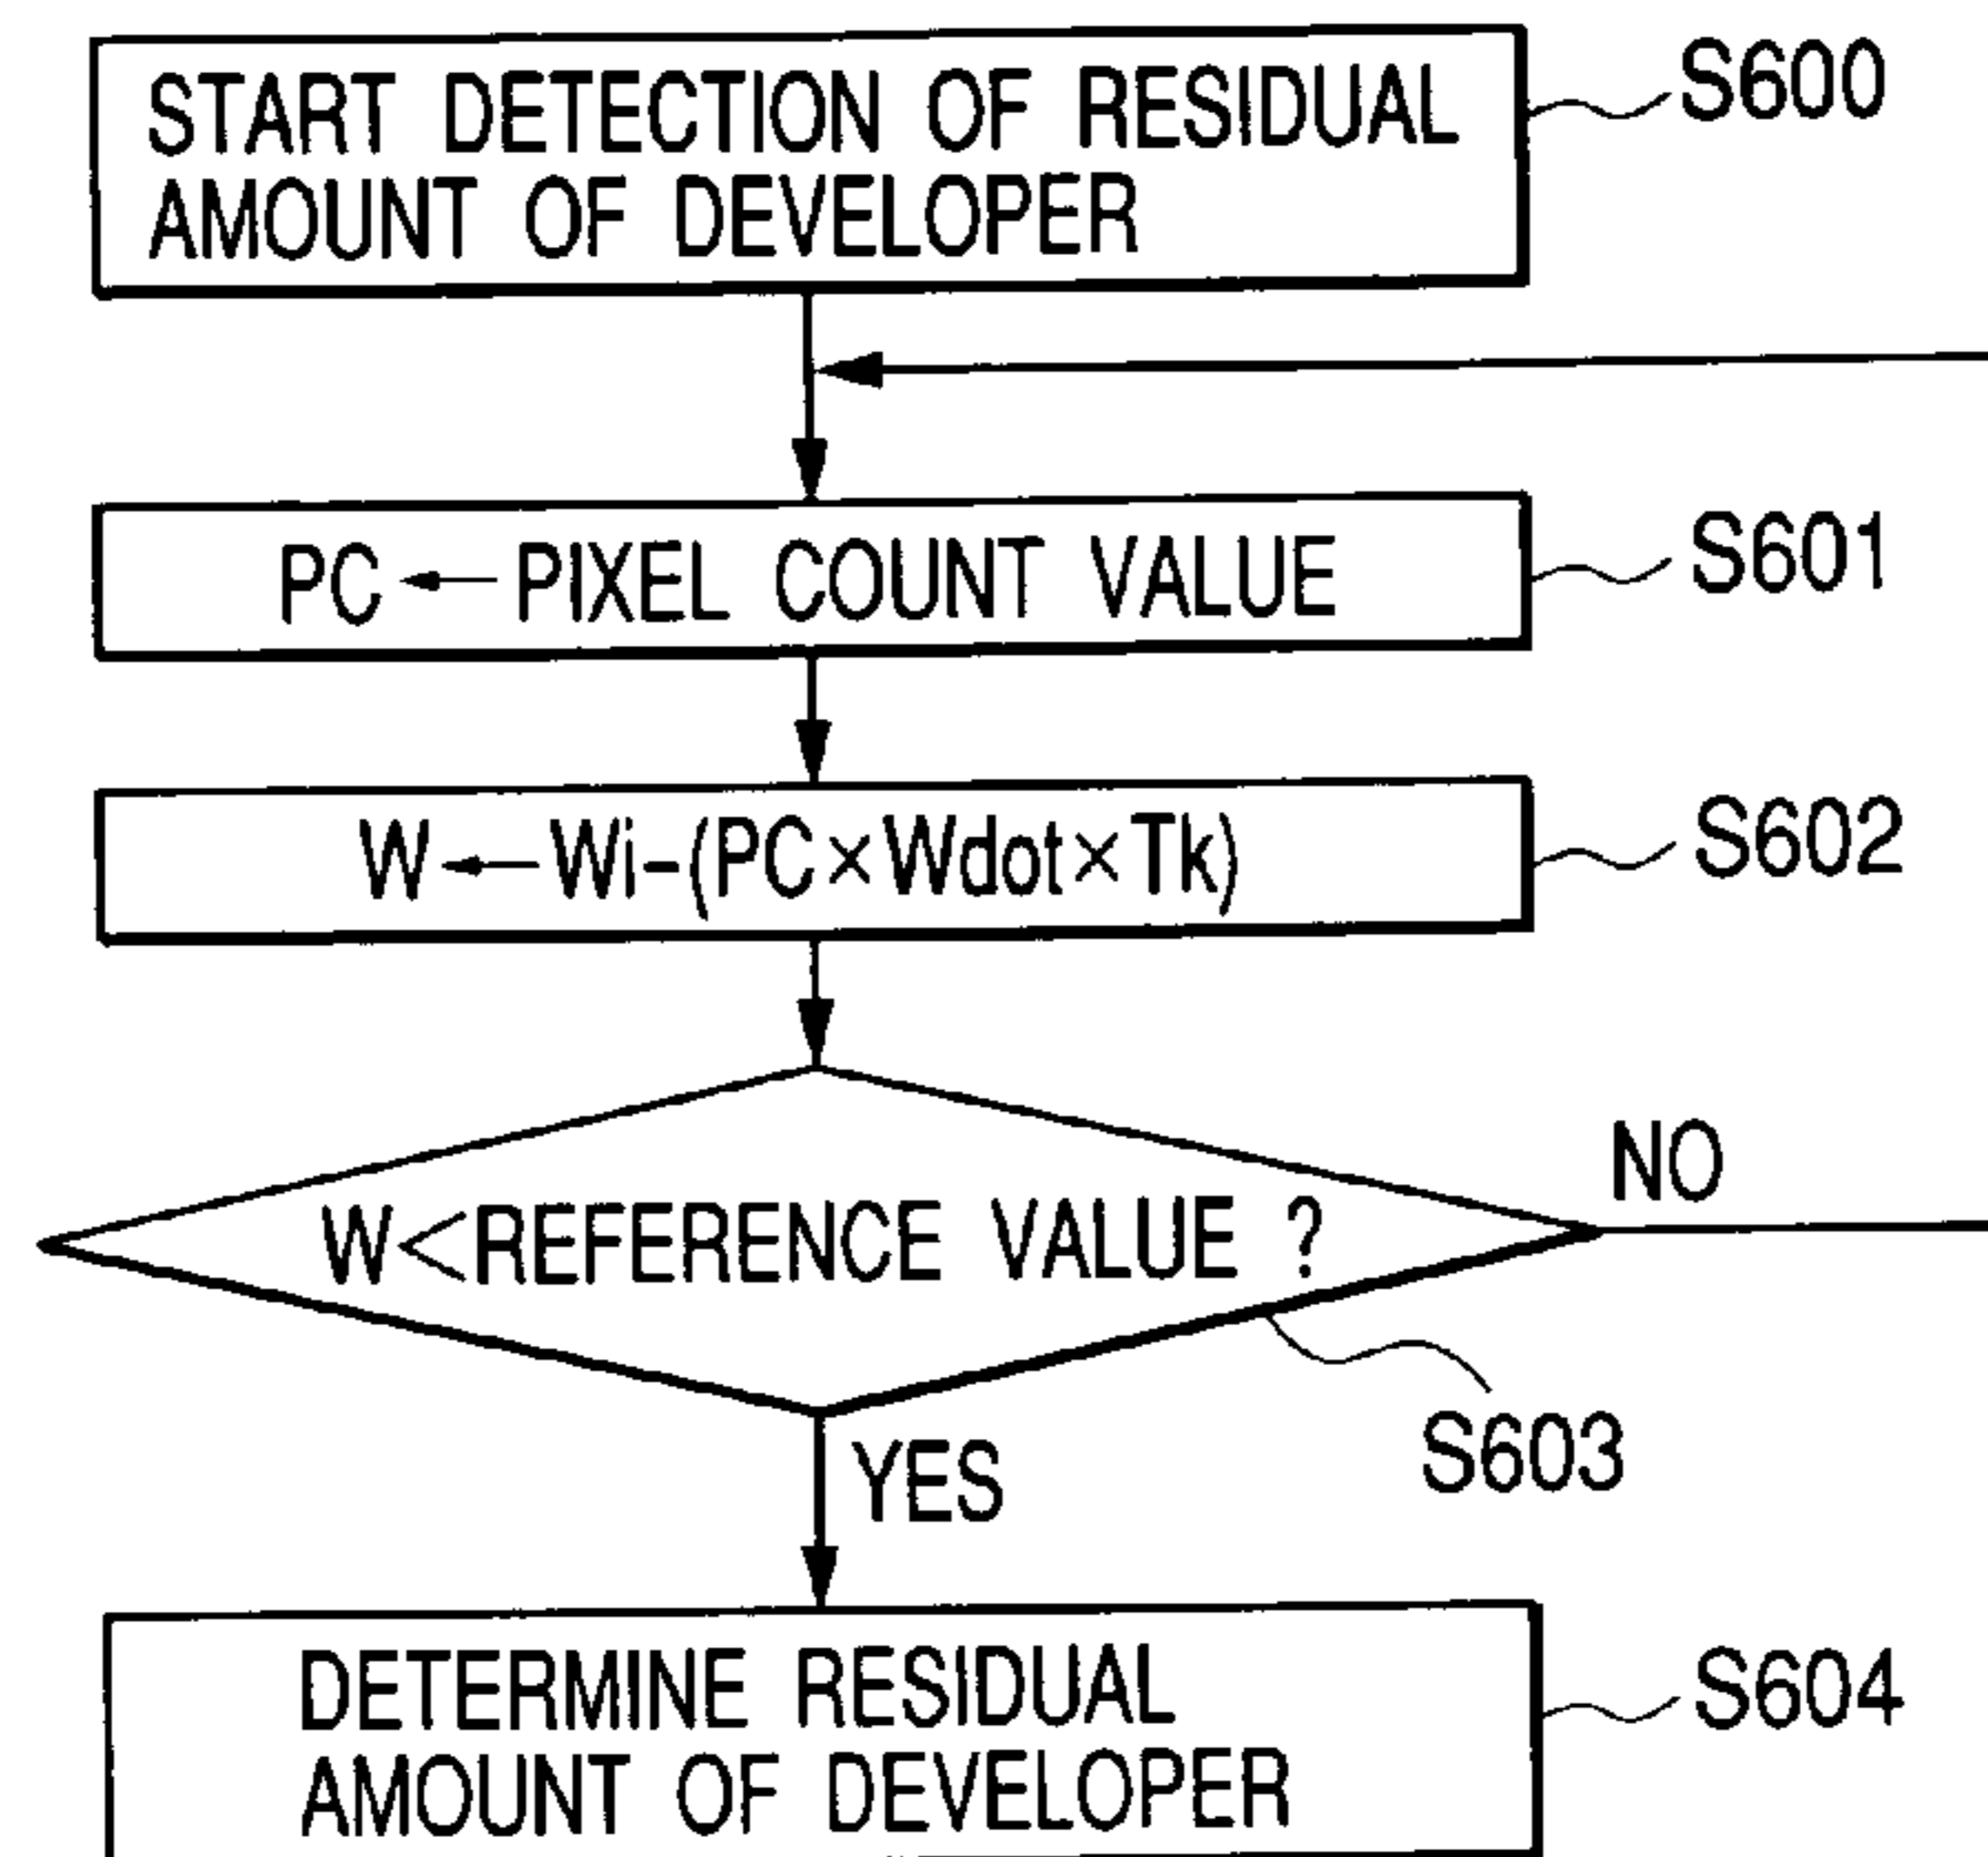 START DETECTION OF RESIDUAL
AMOUNT OF DEVELOPER
S600
PC ← PIXEL COUNT VALUE
S601
W ← Wi-(PC×Wdot×Tk)
S602
W<REFERENCE VALUE ?
NO
S603
YES
DETERMINE RESIDUAL
AMOUNT OF DEVELOPER
S604